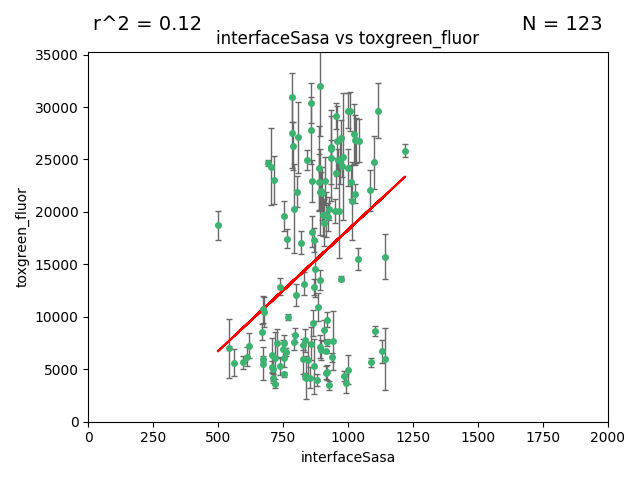 r^2 = 0.12
N = 123
interfaceSasa vs toxgreen_fluor
35000
30000
25000
20000
15000
10000
5000
0
toxgreen_fluor
0 250 500 750 1000 1250 1500 1750 2000
interfaceSasa